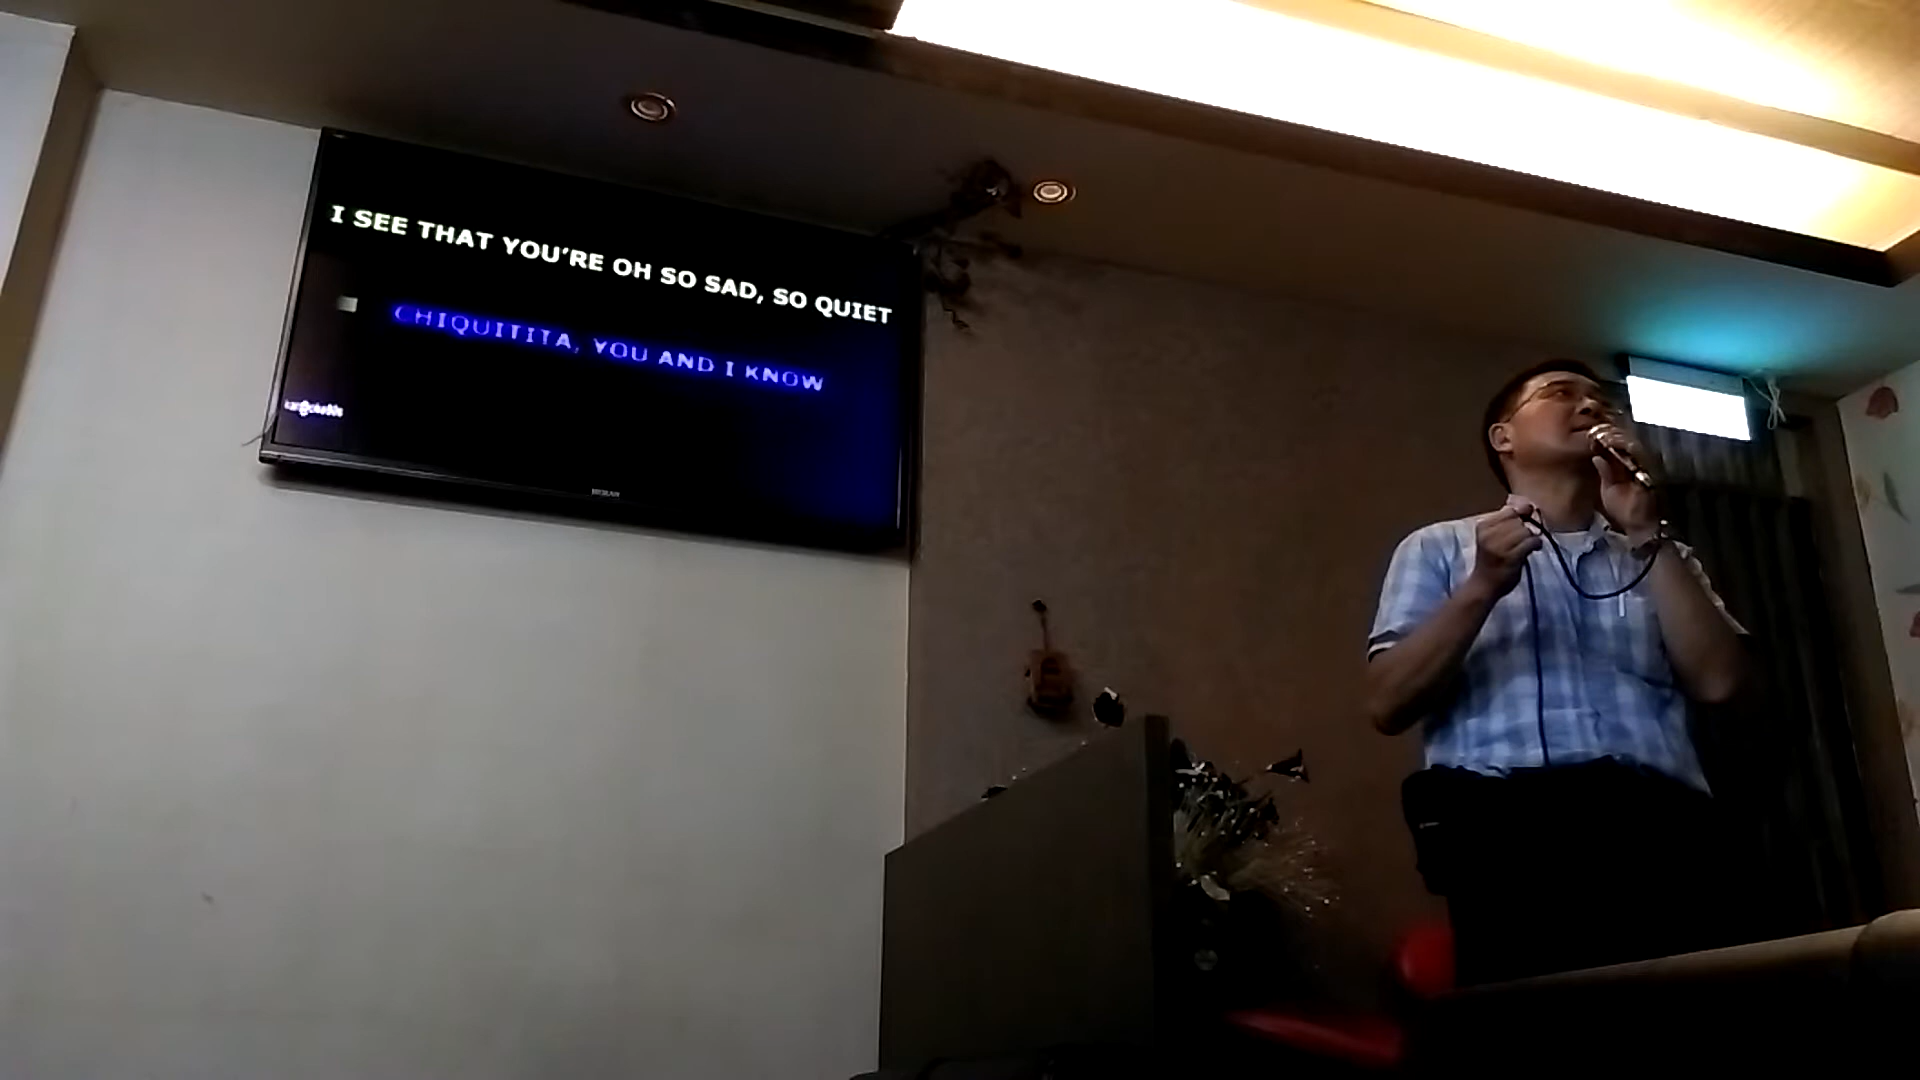 I SEE THAT YOU'RE OH SO SAD, SO QUIET
CHIQUITITA, YOU AND I KNOW